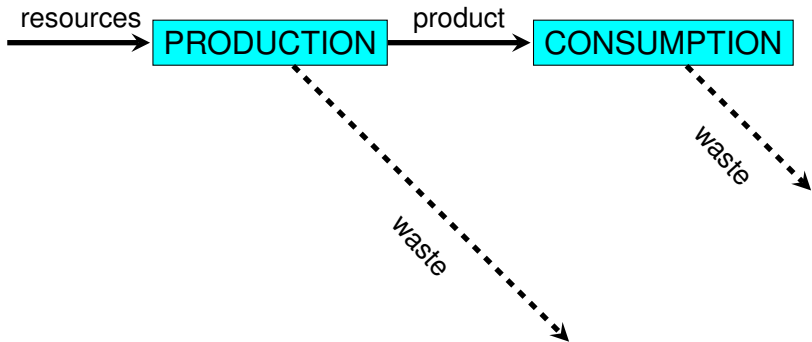 resources
PRODUCTION
product
CONSUMPTION
waste
waste